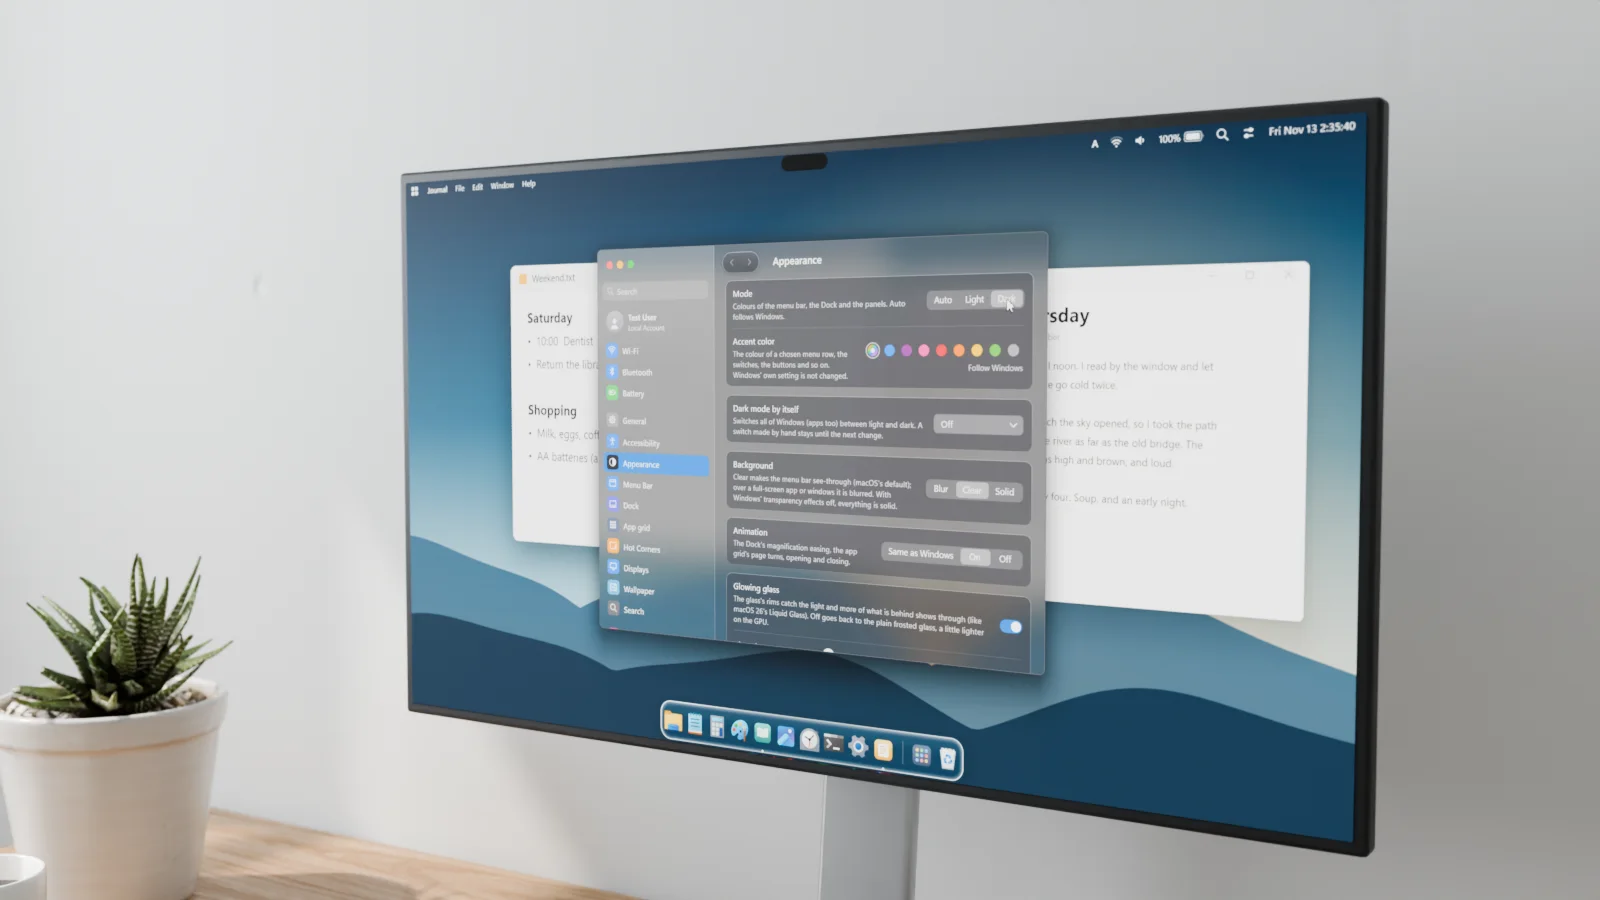 Journal File Edit Window Help
A 100% Fri Nov 13 2:35:40
Weekend.txt
Saturday
• 10:00 Dentist
• Return the
Shopping
• Milk, eggs,
• AA batteries
Search
Test User
Local Account
Wi-Fi
Bluetooth
Battery
General
Accessibility
Appearance
Menu Bar
Dock
App grid
Hot Corners
Displays
Wallpaper
Search
Appearance
Mode
Colours of the menu bar, the Dock and the panels. Auto
follows Windows.
Auto Light Dark
Accent color
The colour of a chosen menu row, the
switches, the buttons and so on.
Windows' own setting is not changed.
Follow Windows
Dark mode by itself
Switches all of Windows (apps too) between light and dark. A
switch made by hand stays until the next change.
Off
Background
Clear makes the menu bar see-through (macOS's default);
over a full-screen app or windows it is blurred. With
Windows' transparency effects off, everything is solid.
Blur Clear Solid
Animation
The Dock's magnification easing, the app
grid's page turns, opening and closing.
Same as Windows On Off
Glowing glass
The glass's rims catch the light and more of what is behind shows through (like
macOS 26's Liquid Glass). Off goes back to the plain frosted glass, a little lighter
on the GPU.
rsday
noon. I read by the window and let
go cold twice.
the sky opened, so I took the path
river as far as the old bridge. The
high and brown, and loud.
four. Soup, and an early night.